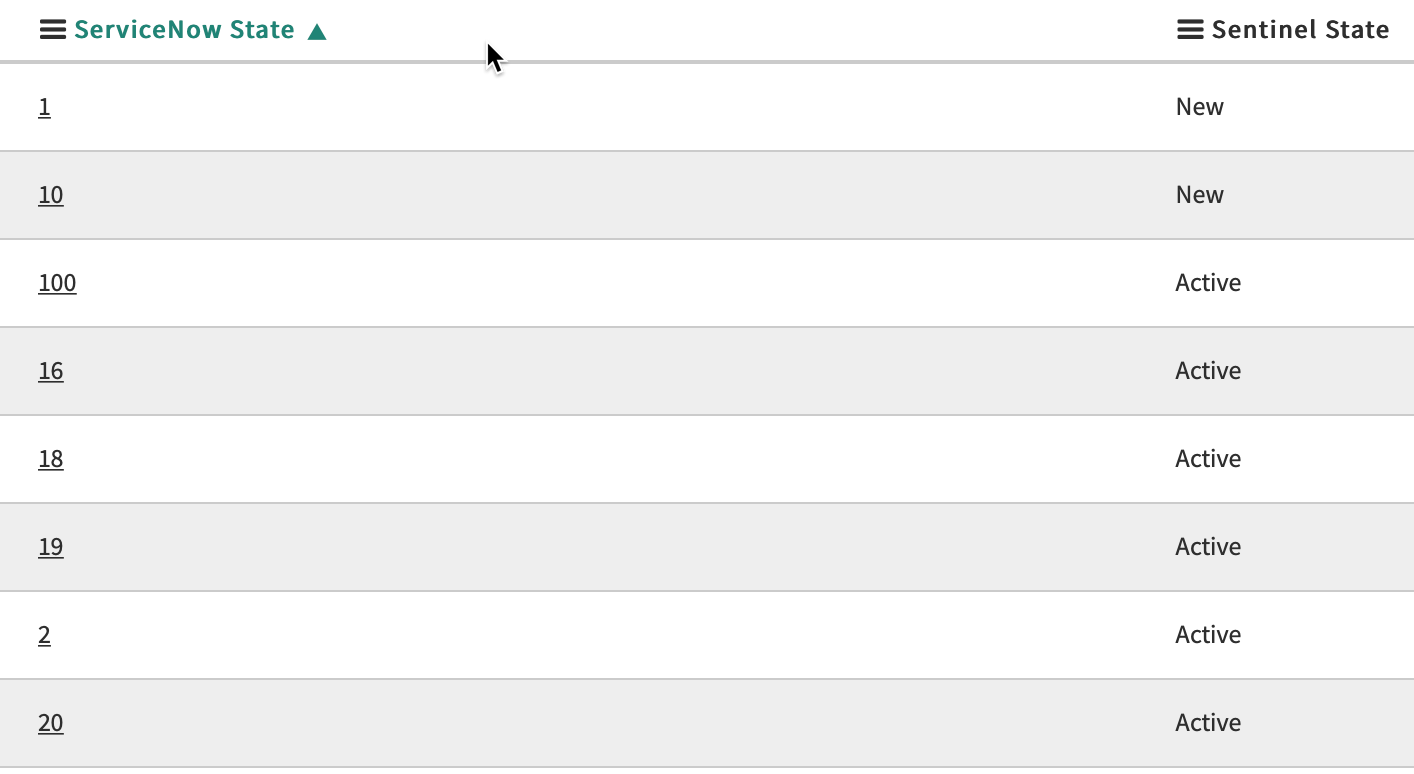 ServiceNow State ▲ Sentinel State
1 New
10 New
100 Active
16 Active
18 Active
19 Active
2 Active
20 Active